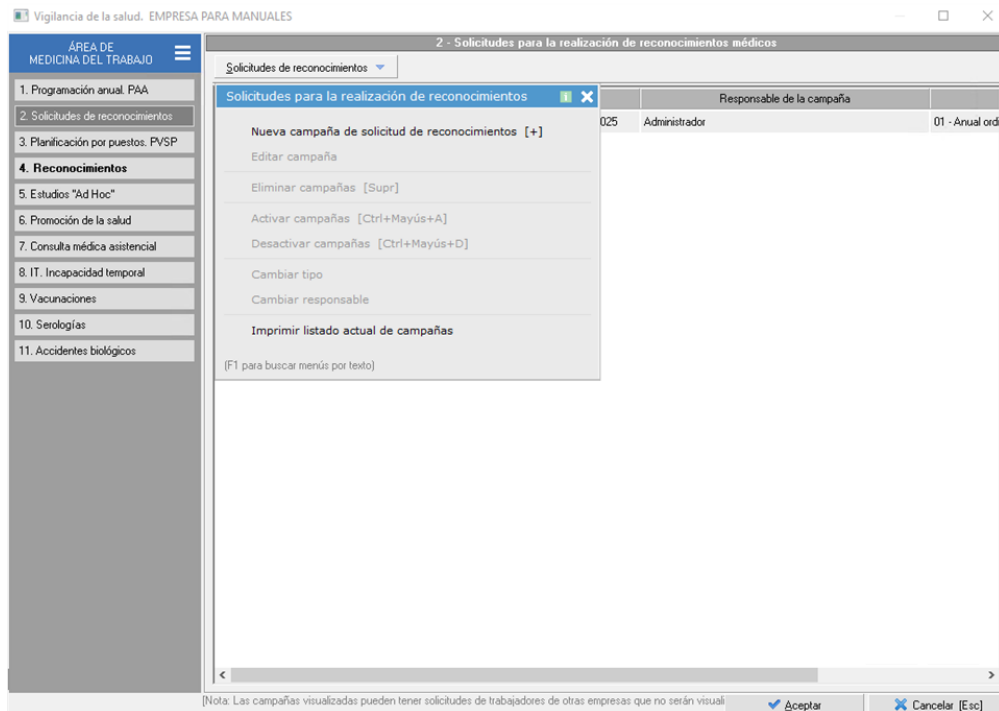 Vigilancia de la salud. EMPRESA PARA MANUALES
ÁREA DE
MEDICINA DEL TRABAJO
1. Programación anual. PAA
2. Solicitudes de reconocimientos
3. Planificación por puestos. PVSP
4. Reconocimientos
5. Estudios "Ad Hoc"
6. Promoción de la salud
7. Consulta médica asistencial
8. IT. Incapacidad temporal
9. Vacunaciones
10. Serologías
11. Accidentes biológicos
2 - Solicitudes para la realización de reconocimientos médicos
Solicitudes de reconocimientos
Solicitudes para la realización de reconocimientos
Nueva campaña de solicitud de reconocimientos [+]
Editar campaña
Eliminar campañas [Supr]
Activar campañas [Ctrl+Mayús+A]
Desactivar campañas [Ctrl+Mayús+D]
Cambiar tipo
Cambiar responsable
Imprimir listado actual de campañas
(F1 para buscar menús por texto)
Responsable de la campaña
025 Administrador 01 - Anual ordi
[Nota: Las campañas visualizadas pueden tener solicitudes de trabajadores de otras empresas que no serán visuali
Aceptar
Cancelar [Esc]